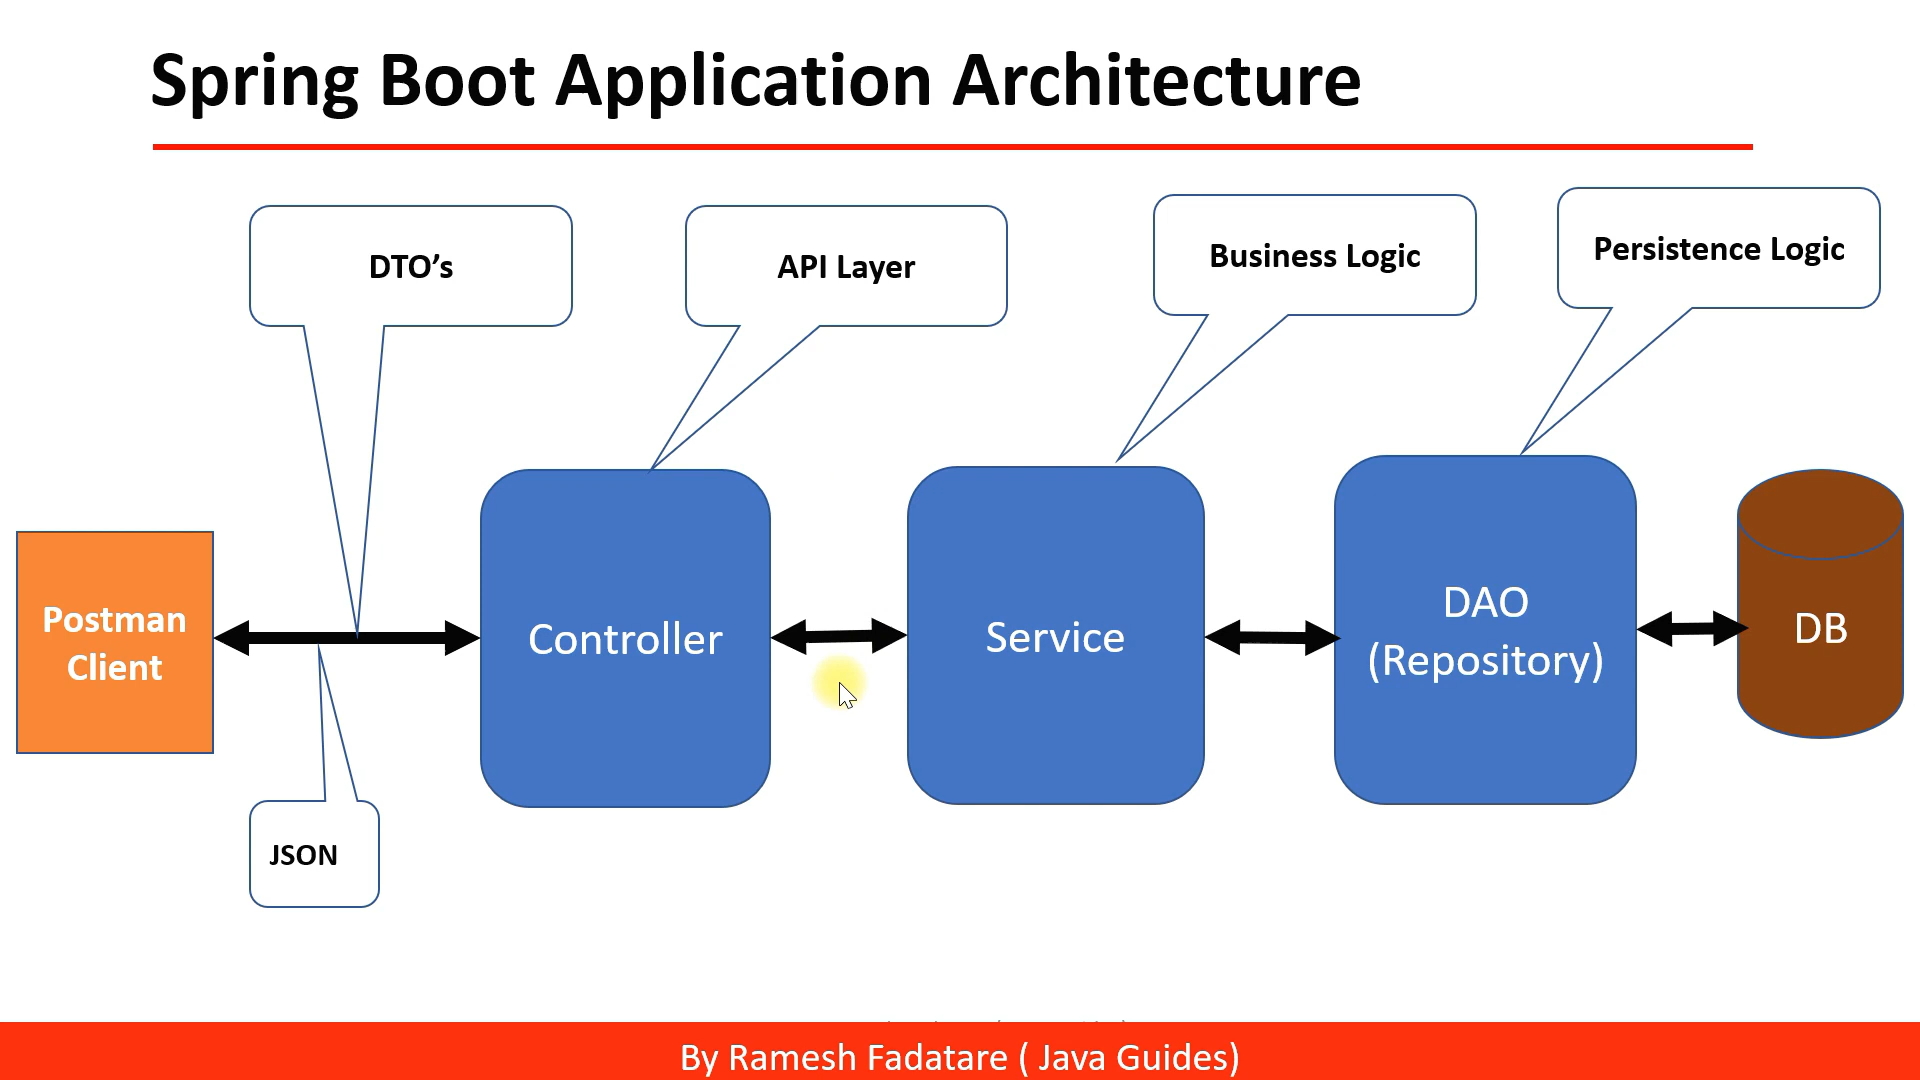 Spring Boot Application Architecture
DTO’s
API Layer
Business Logic
Persistence Logic
Postman
Client
Controller
Service
DAO
(Repository)
DB
JSON
By Ramesh Fadatare ( Java Guides)